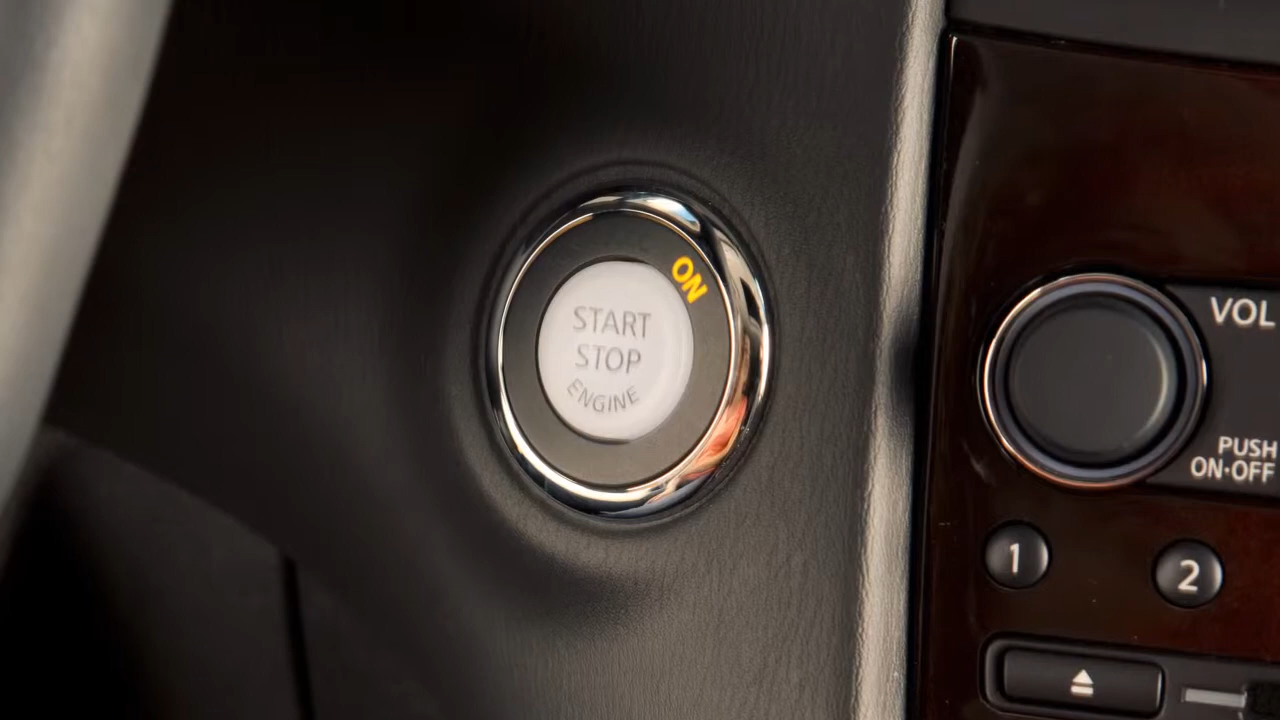 ON
START
STOP
ENGINE
VOL
PUSH
ON·OFF
1
2